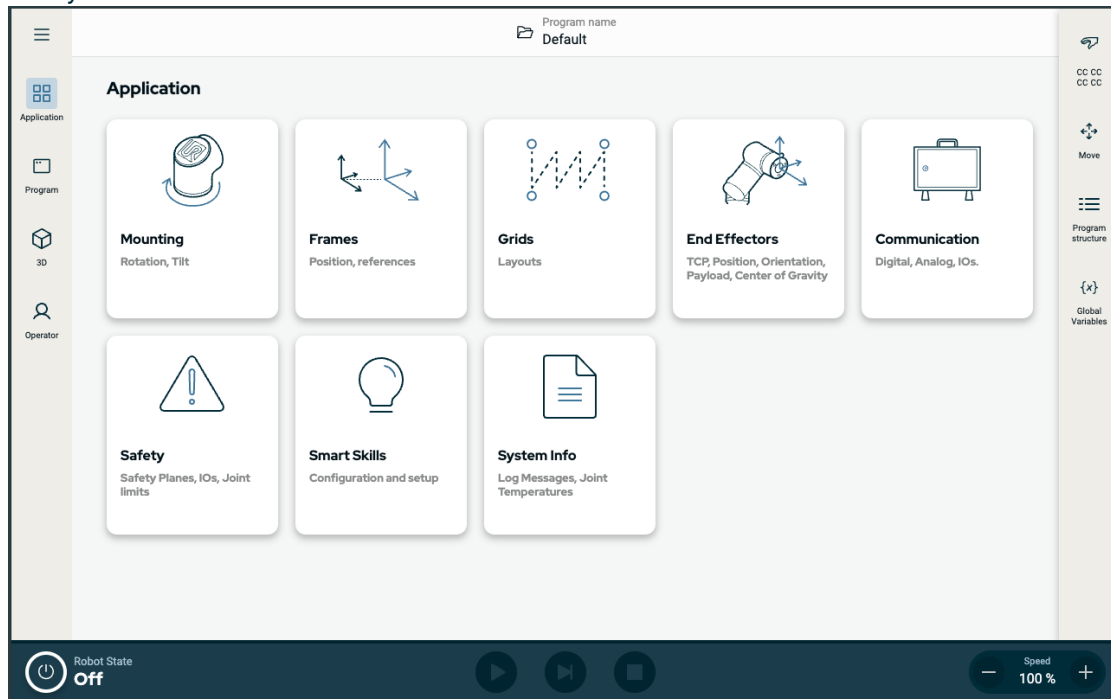 Program name
Default
Application
Program
3D
Operator
Application
Mounting
Rotation, Tilt
Frames
Position, references
Grids
Layouts
End Effectors
TCP, Position, Orientation,
Payload, Center of Gravity
Communication
Digital, Analog, IOs.
Safety
Safety Planes, IOs, Joint
limits
Smart Skills
Configuration and setup
System Info
Log Messages, Joint
Temperatures
CC CC
CC CC
Move
Program
structure
{x}
Global
Variables
Robot State
Off
Speed
100 %